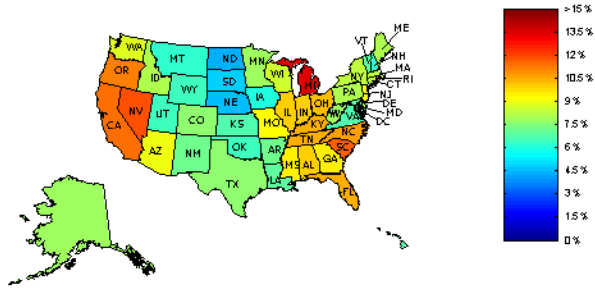 ME
VT
NH
MA
RI
CT
NJ
DE
MD
DC
WA
MT
ND
MN
OR
ID
SD
WI
NY
MI
WY
PA
IA
NE
NV
UT
IL
IN
OH
CO
KS
MO
KY
VA
CA
NC
TN
OK
AR
SC
AZ
NM
MS
AL
GA
TX
LA
FL
>15%
13.5%
12%
10.5%
9%
7.5%
6%
4.5%
3%
1.5%
0%